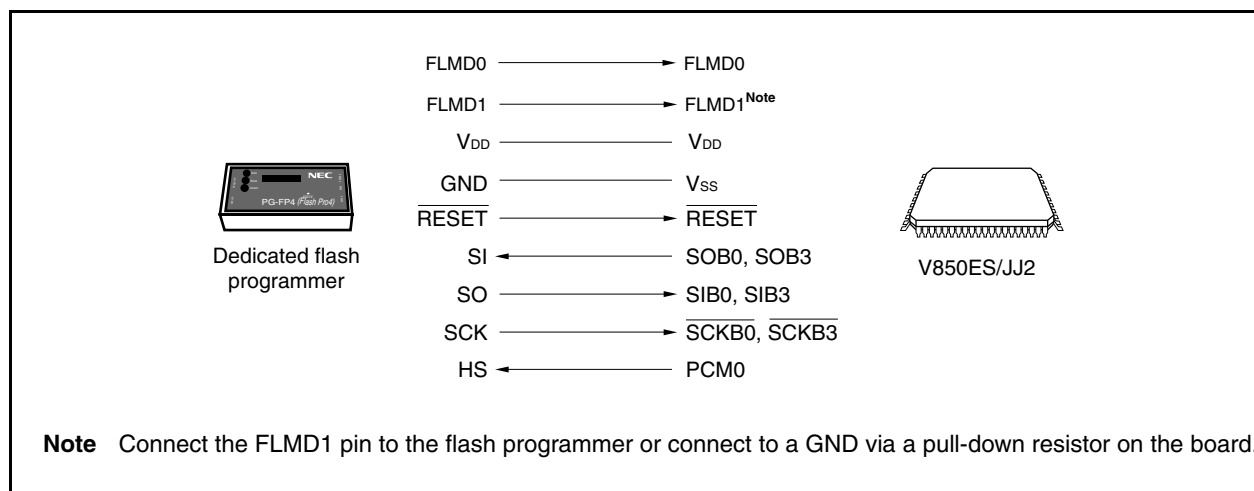 FLMD0 FLMD0
FLMD1 FLMD1Note
VDD VDD
NEC
PG-FP4 (Flash Pro4)
GND VSS
RESET RESET
Dedicated flash
programmer
SI SOB0, SOB3
V850ES/JJ2
SO SIB0, SIB3
SCK SCKB0, SCKB3
HS PCM0
Note Connect the FLMD1 pin to the flash programmer or connect to a GND via a pull-down resistor on the board.